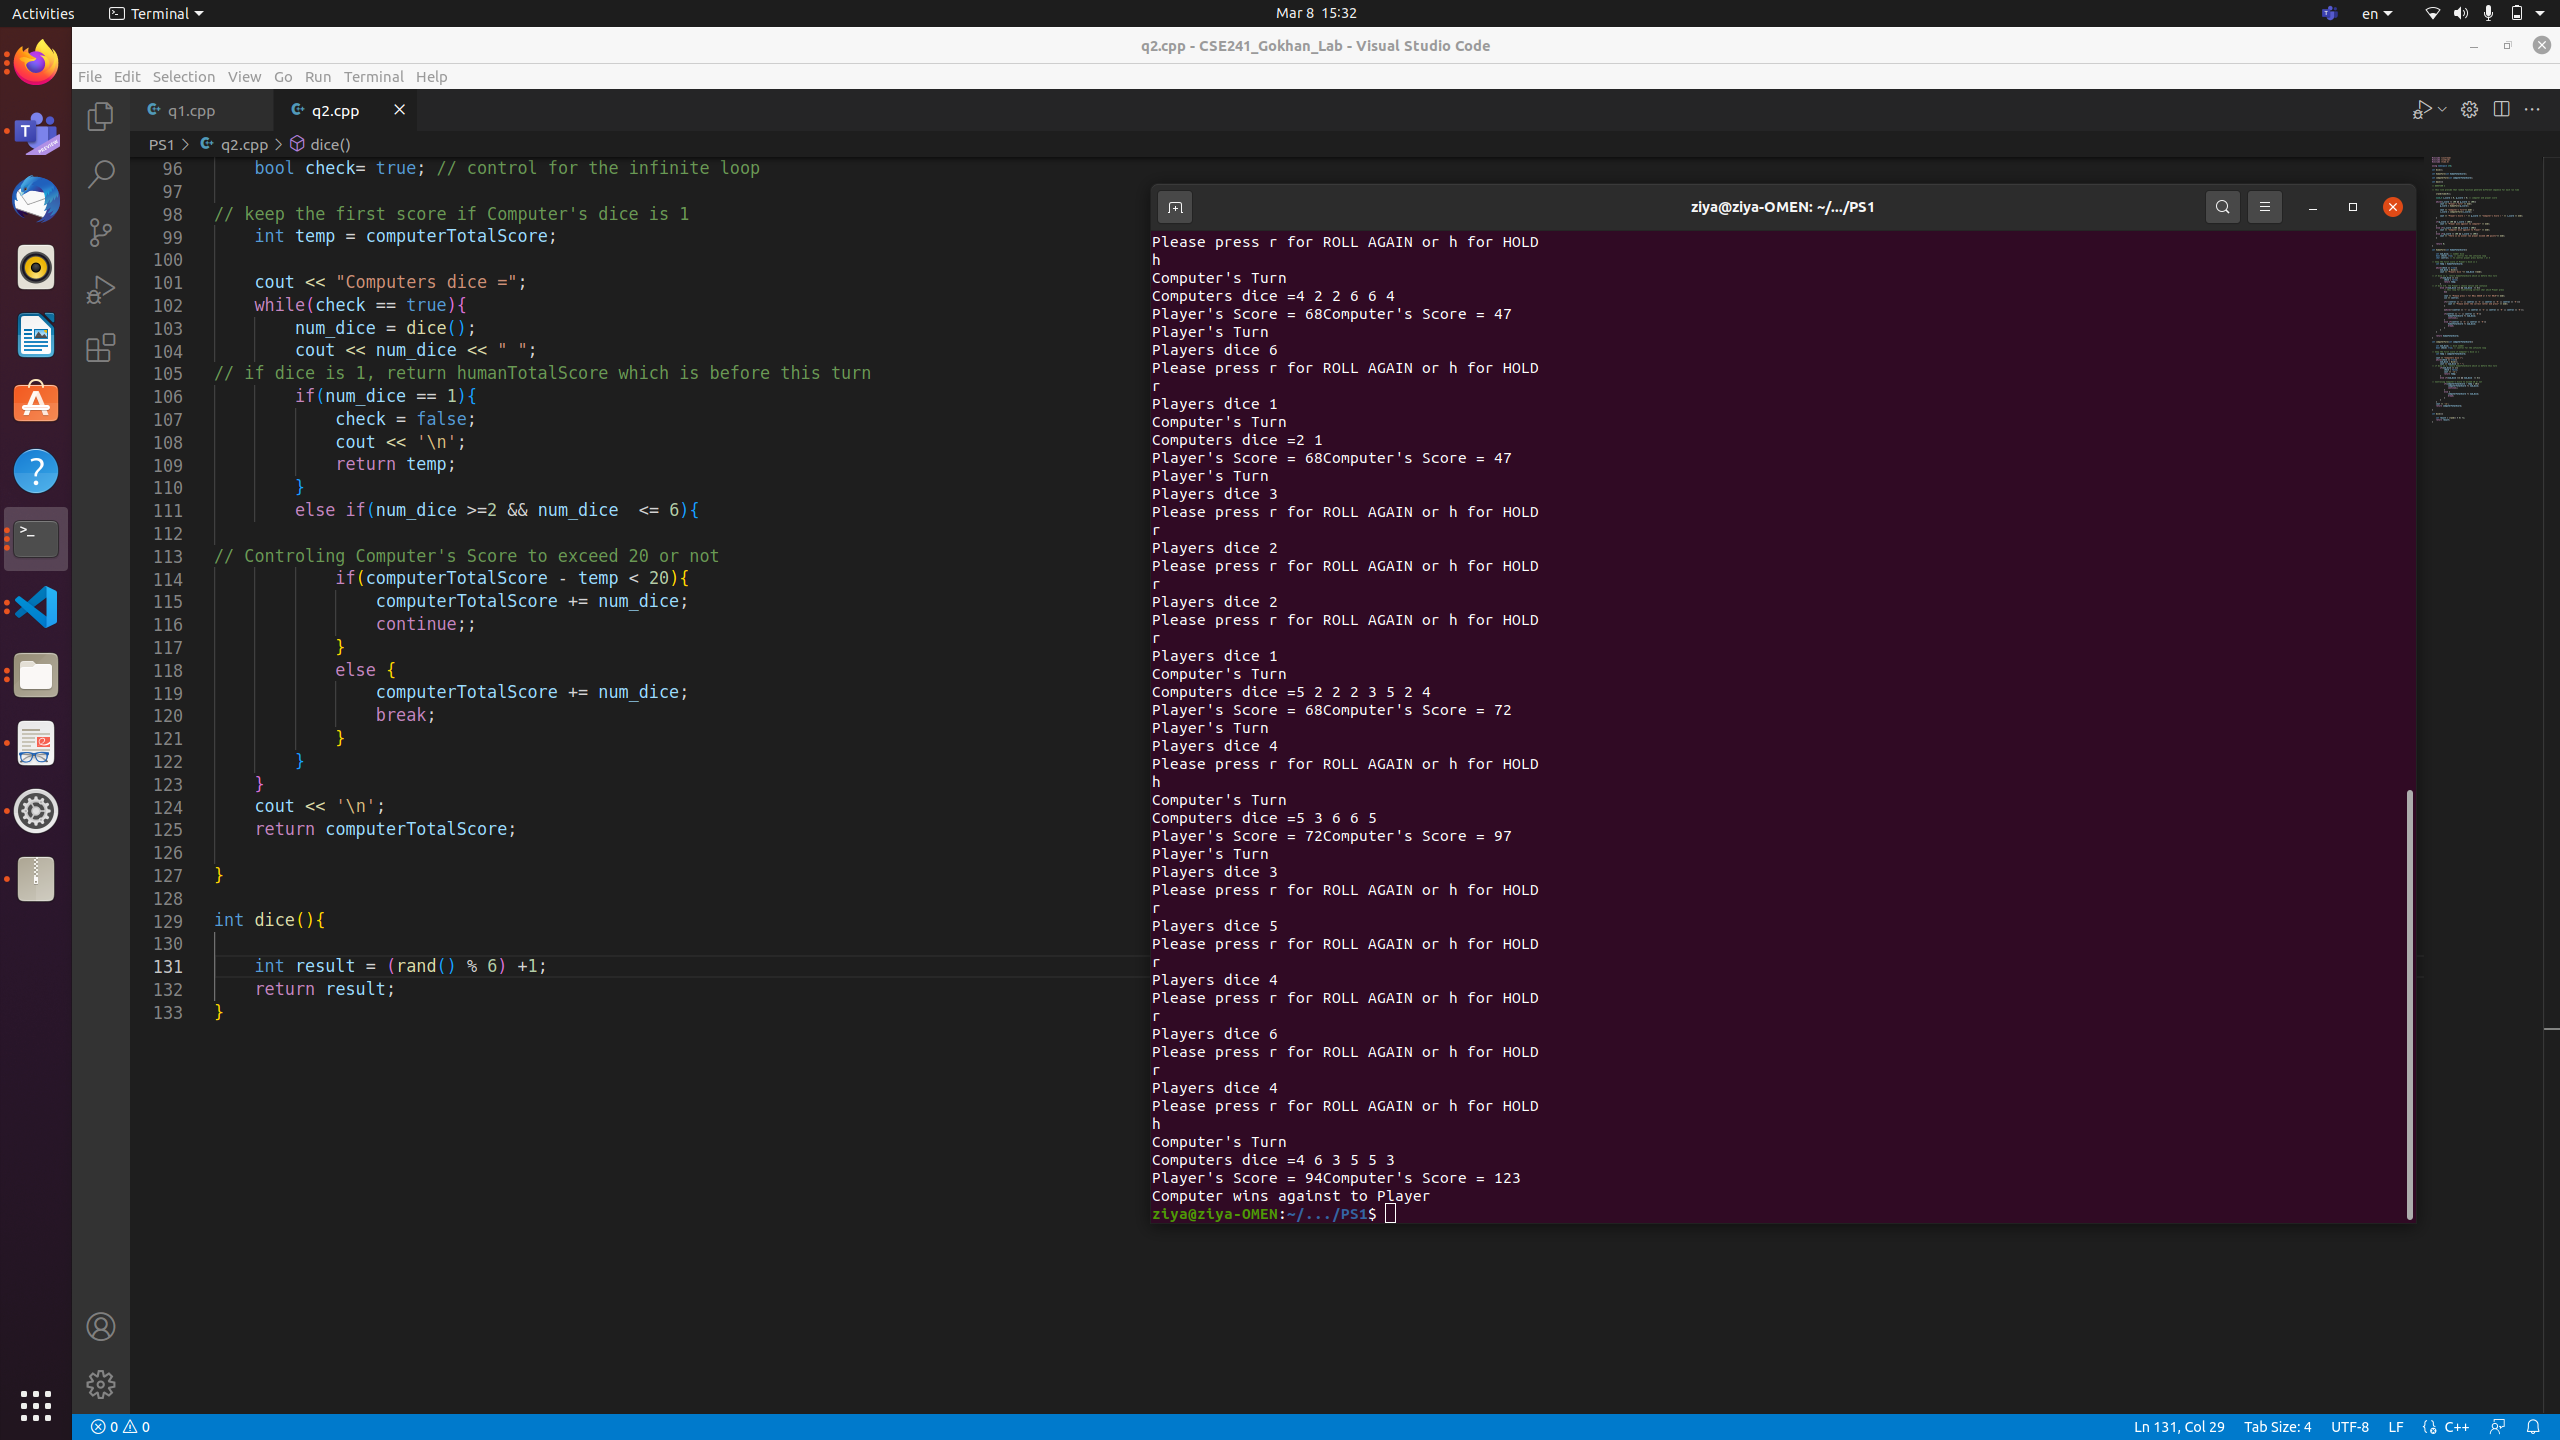 Activities
Terminal
Mar 8 15:32
en
q2.cpp - CSE241_Gokhan_Lab - Visual Studio Code
File Edit Selection View Go Run Terminal Help
q1.cpp
q2.cpp
PS1 > q2.cpp > dice()
96 bool check= true; // control for the infinite loop
97
98 // keep the first score if Computer's dice is 1
99 int temp = computerTotalScore;
100
101 cout << "Computers dice =";
102 while(check == true){
103 num_dice = dice();
104 cout << num_dice << " ";
105 // if dice is 1, return humanTotalScore which is before this turn
106 if(num_dice == 1){
107 check = false;
108 cout << '\n';
109 return temp;
110 }
111 else if(num_dice >=2 && num_dice  <= 6){
112
113 // Controling Computer's Score to exceed 20 or not
114 if(computerTotalScore - temp < 20){
115 computerTotalScore += num_dice;
116 continue;;
117 }
118 else {
119 computerTotalScore += num_dice;
120 break;
121 }
122 }
123 }
124 cout << '\n';
125 return computerTotalScore;
126
127 }
128
129 int dice(){
130
131 int result = (rand() % 6) +1;
132 return result;
133 }
ziya@ziya-OMEN: ~/.../PS1
Please press r for ROLL AGAIN or h for HOLD
h
Computer's Turn
Computers dice =4 2 2 6 6 4
Player's Score = 68Computer's Score = 47
Player's Turn
Players dice 6
Please press r for ROLL AGAIN or h for HOLD
r
Players dice 1
Computer's Turn
Computers dice =2 1
Player's Score = 68Computer's Score = 47
Player's Turn
Players dice 3
Please press r for ROLL AGAIN or h for HOLD
r
Players dice 2
Please press r for ROLL AGAIN or h for HOLD
r
Players dice 2
Please press r for ROLL AGAIN or h for HOLD
r
Players dice 1
Computer's Turn
Computers dice =5 2 2 2 3 5 2 4
Player's Score = 68Computer's Score = 72
Player's Turn
Players dice 4
Please press r for ROLL AGAIN or h for HOLD
h
Computer's Turn
Computers dice =5 3 6 6 5
Player's Score = 72Computer's Score = 97
Player's Turn
Players dice 3
Please press r for ROLL AGAIN or h for HOLD
r
Players dice 5
Please press r for ROLL AGAIN or h for HOLD
r
Players dice 4
Please press r for ROLL AGAIN or h for HOLD
r
Players dice 6
Please press r for ROLL AGAIN or h for HOLD
r
Players dice 4
Please press r for ROLL AGAIN or h for HOLD
h
Computer's Turn
Computers dice =4 6 3 5 5 3
Player's Score = 94Computer's Score = 123
Computer wins against to Player
ziya@ziya-OMEN:~/.../PS1$
0 0
Ln 131, Col 29 Tab Size: 4 UTF-8 LF {} C++